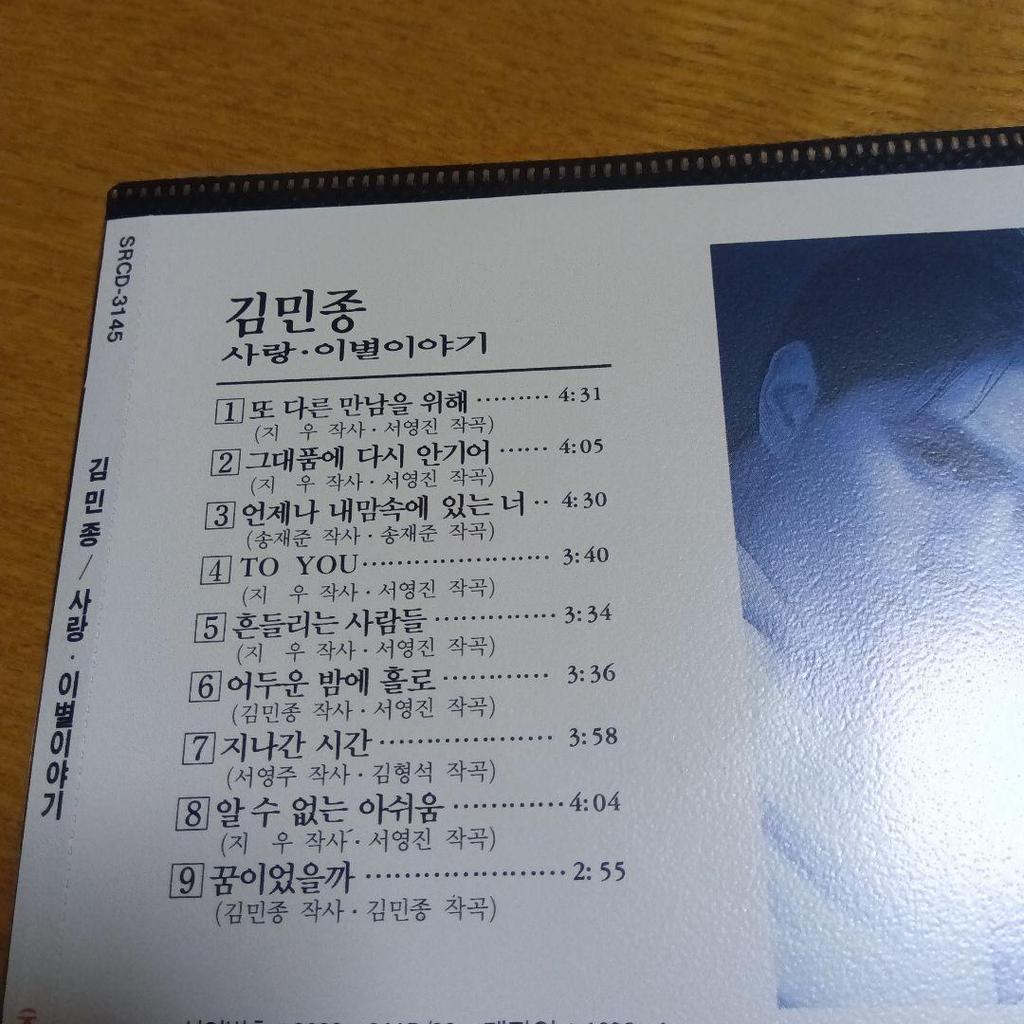 SRCD-3145
김민종 / 사랑·이별이야기
김민종
사랑·이별이야기
1 또 다른 만남을 위해 ········· 4:31
(지 우 작사·서영진 작곡)
2 그대품에 다시 안기어 ······ 4:05
(지 우 작사·서영진 작곡)
3 언제나 내맘속에 있는 너 ·· 4:30
(송재준 작사·송재준 작곡)
4 TO YOU ··················· 3:40
(지 우 작사·서영진 작곡)
5 흔들리는 사람들 ············ 3:34
(지 우 작사·서영진 작곡)
6 어두운 밤에 홀로 ··········· 3:36
(김민종 작사·서영진 작곡)
7 지나간 시간 ·················· 3:58
(서영주 작사·김형석 작곡)
8 알 수 없는 아쉬움 ············ 4:04
(지 우 작사·서영진 작곡)
9 꿈이었을까 ····················· 2:55
(김민종 작사·김민종 작곡)